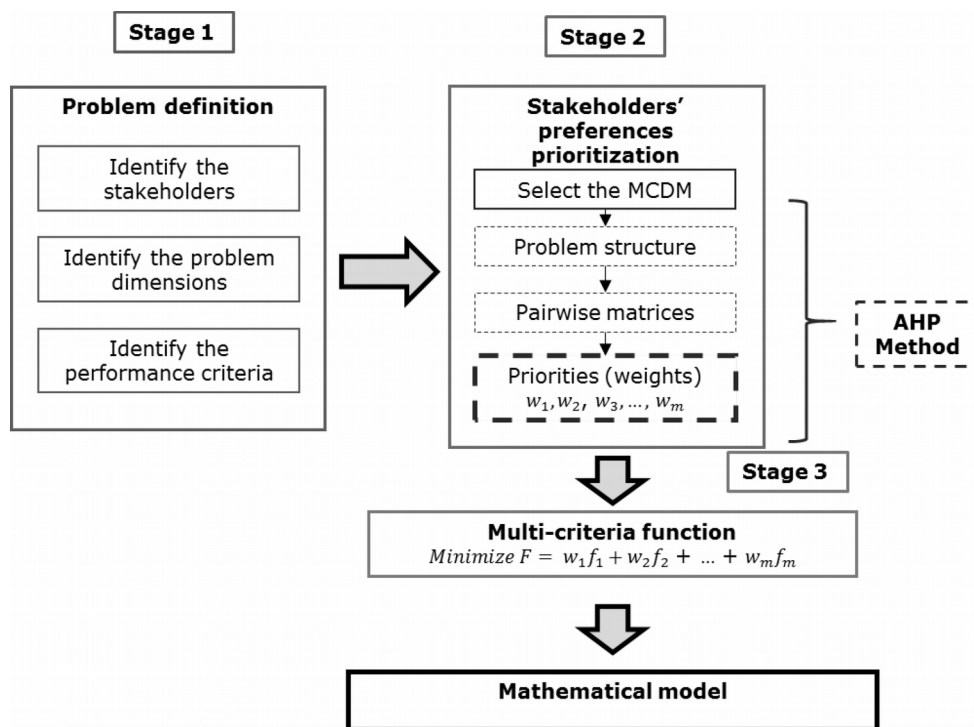 Stage 1
Problem definition
Identify the
stakeholders
Identify the problem
dimensions
Identify the
performance criteria
Stage 2
Stakeholders’
preferences
prioritization
Select the MCDM
Problem structure
Pairwise matrices
Priorities (weights)
w₁, w₂, w₃, …, wₘ
AHP
Method
Stage 3
Multi-criteria function
Minimize F = w₁f₁ + w₂f₂ + … + wₘfₘ
Mathematical model